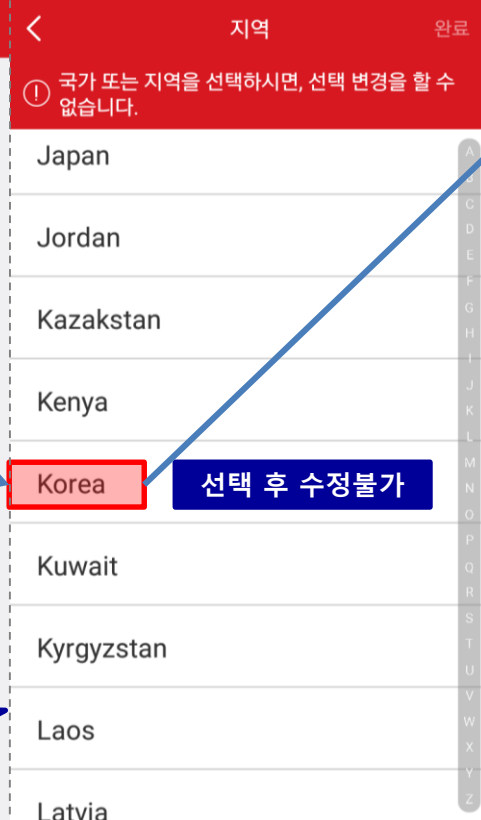 지역
완료
국가 또는 지역을 선택하시면, 선택 변경을 할 수
없습니다.
Japan
Jordan
Kazakstan
Kenya
Korea
선택 후 수정불가
Kuwait
Kyrgyzstan
Laos
Latvia
A
B
C
D
E
F
G
H
I
J
K
L
M
N
O
P
Q
R
S
T
U
V
W
X
Y
Z